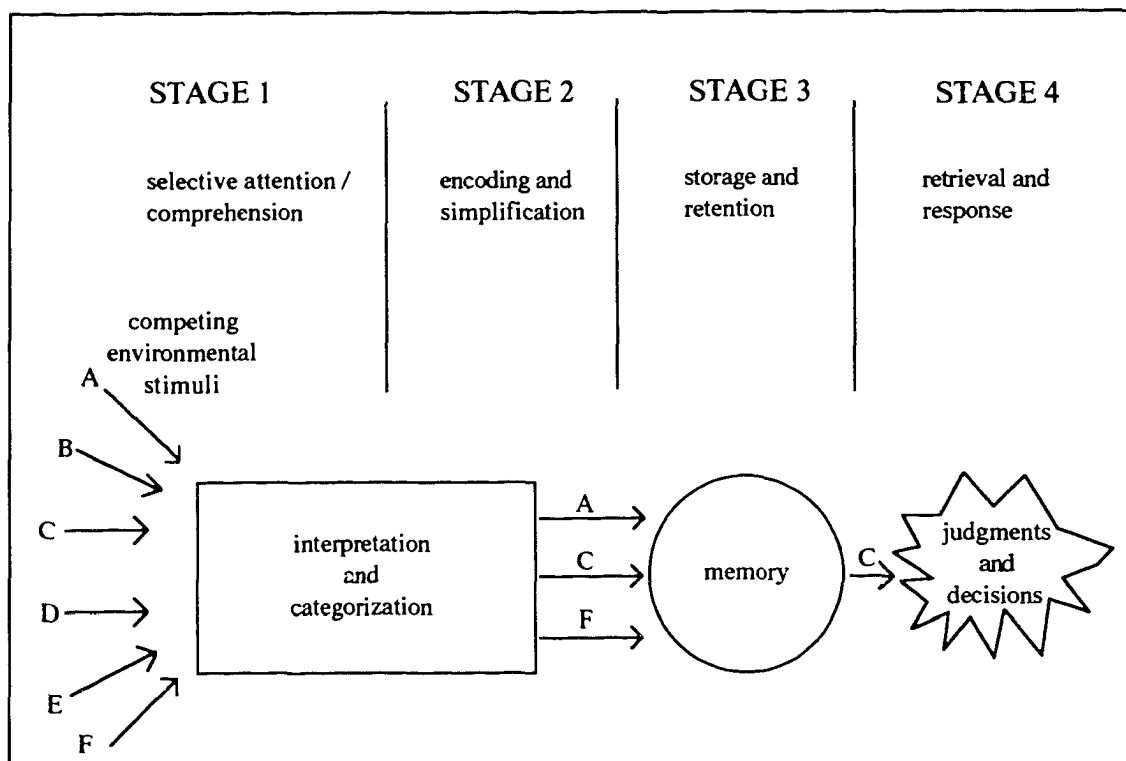 STAGE 1
STAGE 2
STAGE 3
STAGE 4
selective attention /
comprehension
encoding and
simplification
storage and
retention
retrieval and
response
competing
environmental
stimuli
A
B
C
D
E
F
interpretation
and
categorization
A
C
F
memory
C
judgments
and
decisions